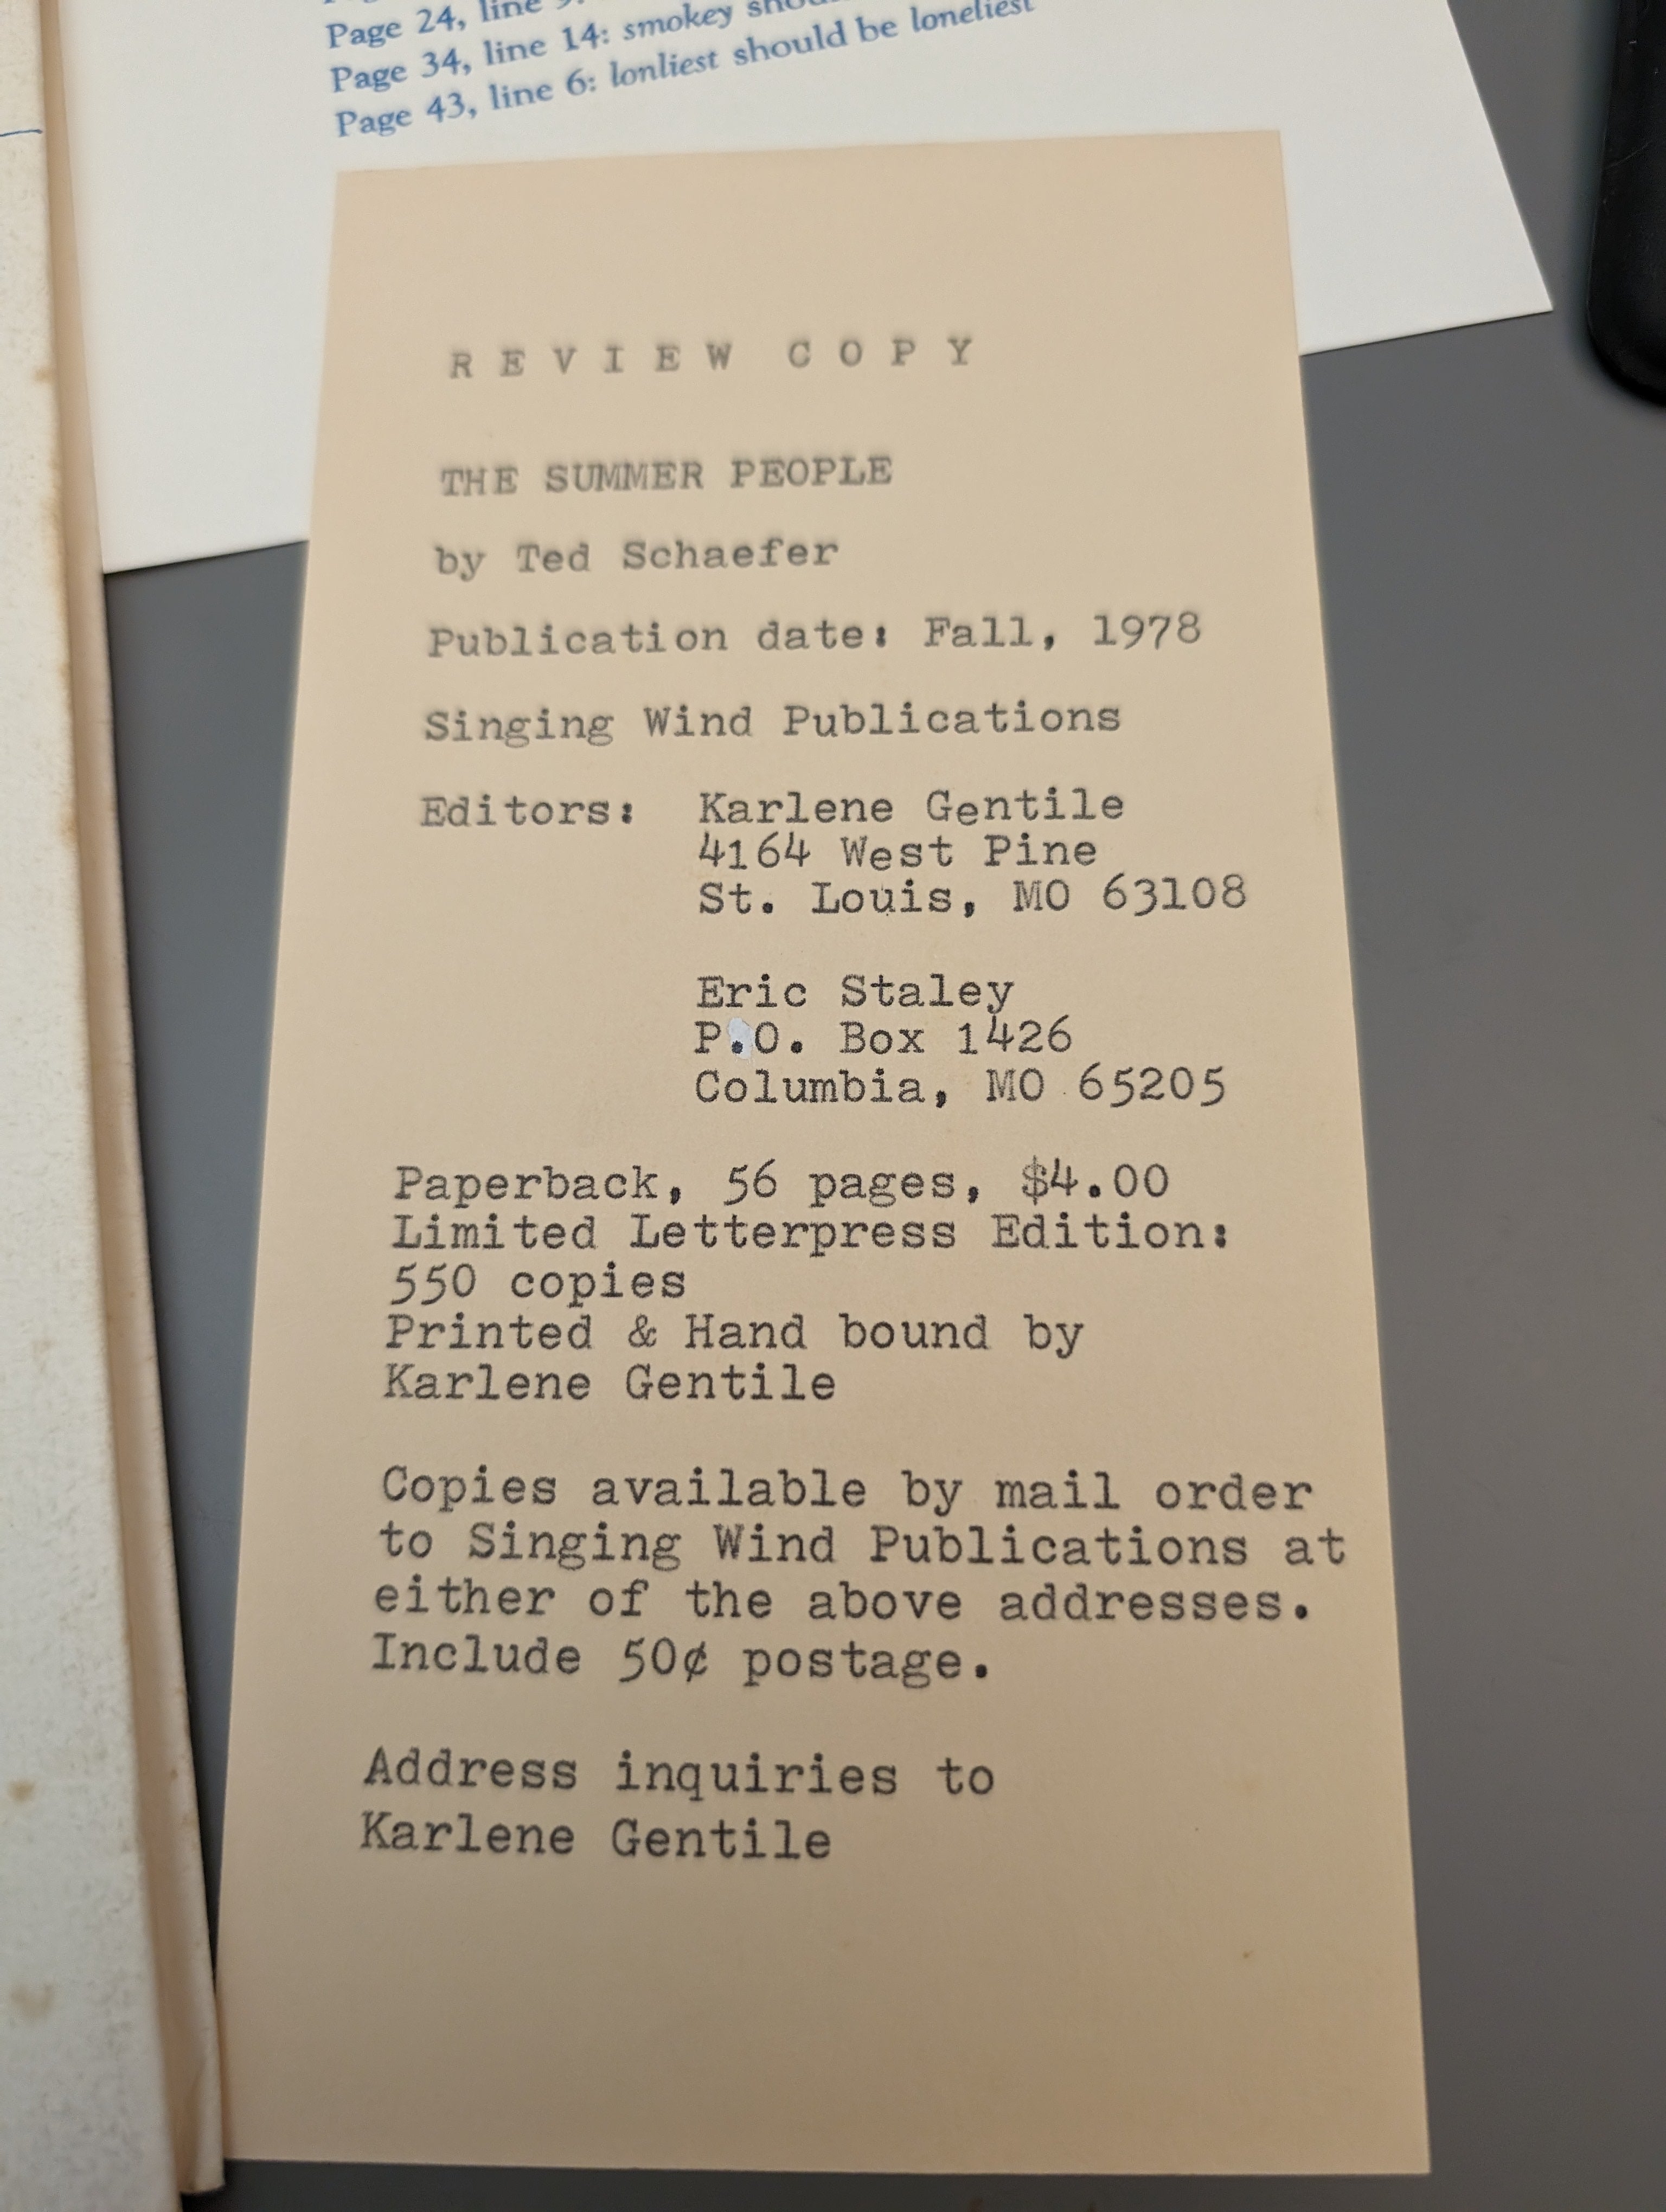 Page 24, line
Page 34, line 14: smokey
Page 43, line 6: lonliest should be loneliest
REVIEW COPY
THE SUMMER PEOPLE
by Ted Schaefer
Publication date: Fall, 1978
Singing Wind Publications
Editors: Karlene Gentile
4164 West Pine
St. Louis, MO 63108
Eric Staley
P.O. Box 1426
Columbia, MO 65205
Paperback, 56 pages, $4.00
Limited Letterpress Edition:
550 copies
Printed & Hand bound by
Karlene Gentile
Copies available by mail order
to Singing Wind Publications at
either of the above addresses.
Include 50¢ postage.
Address inquiries to
Karlene Gentile